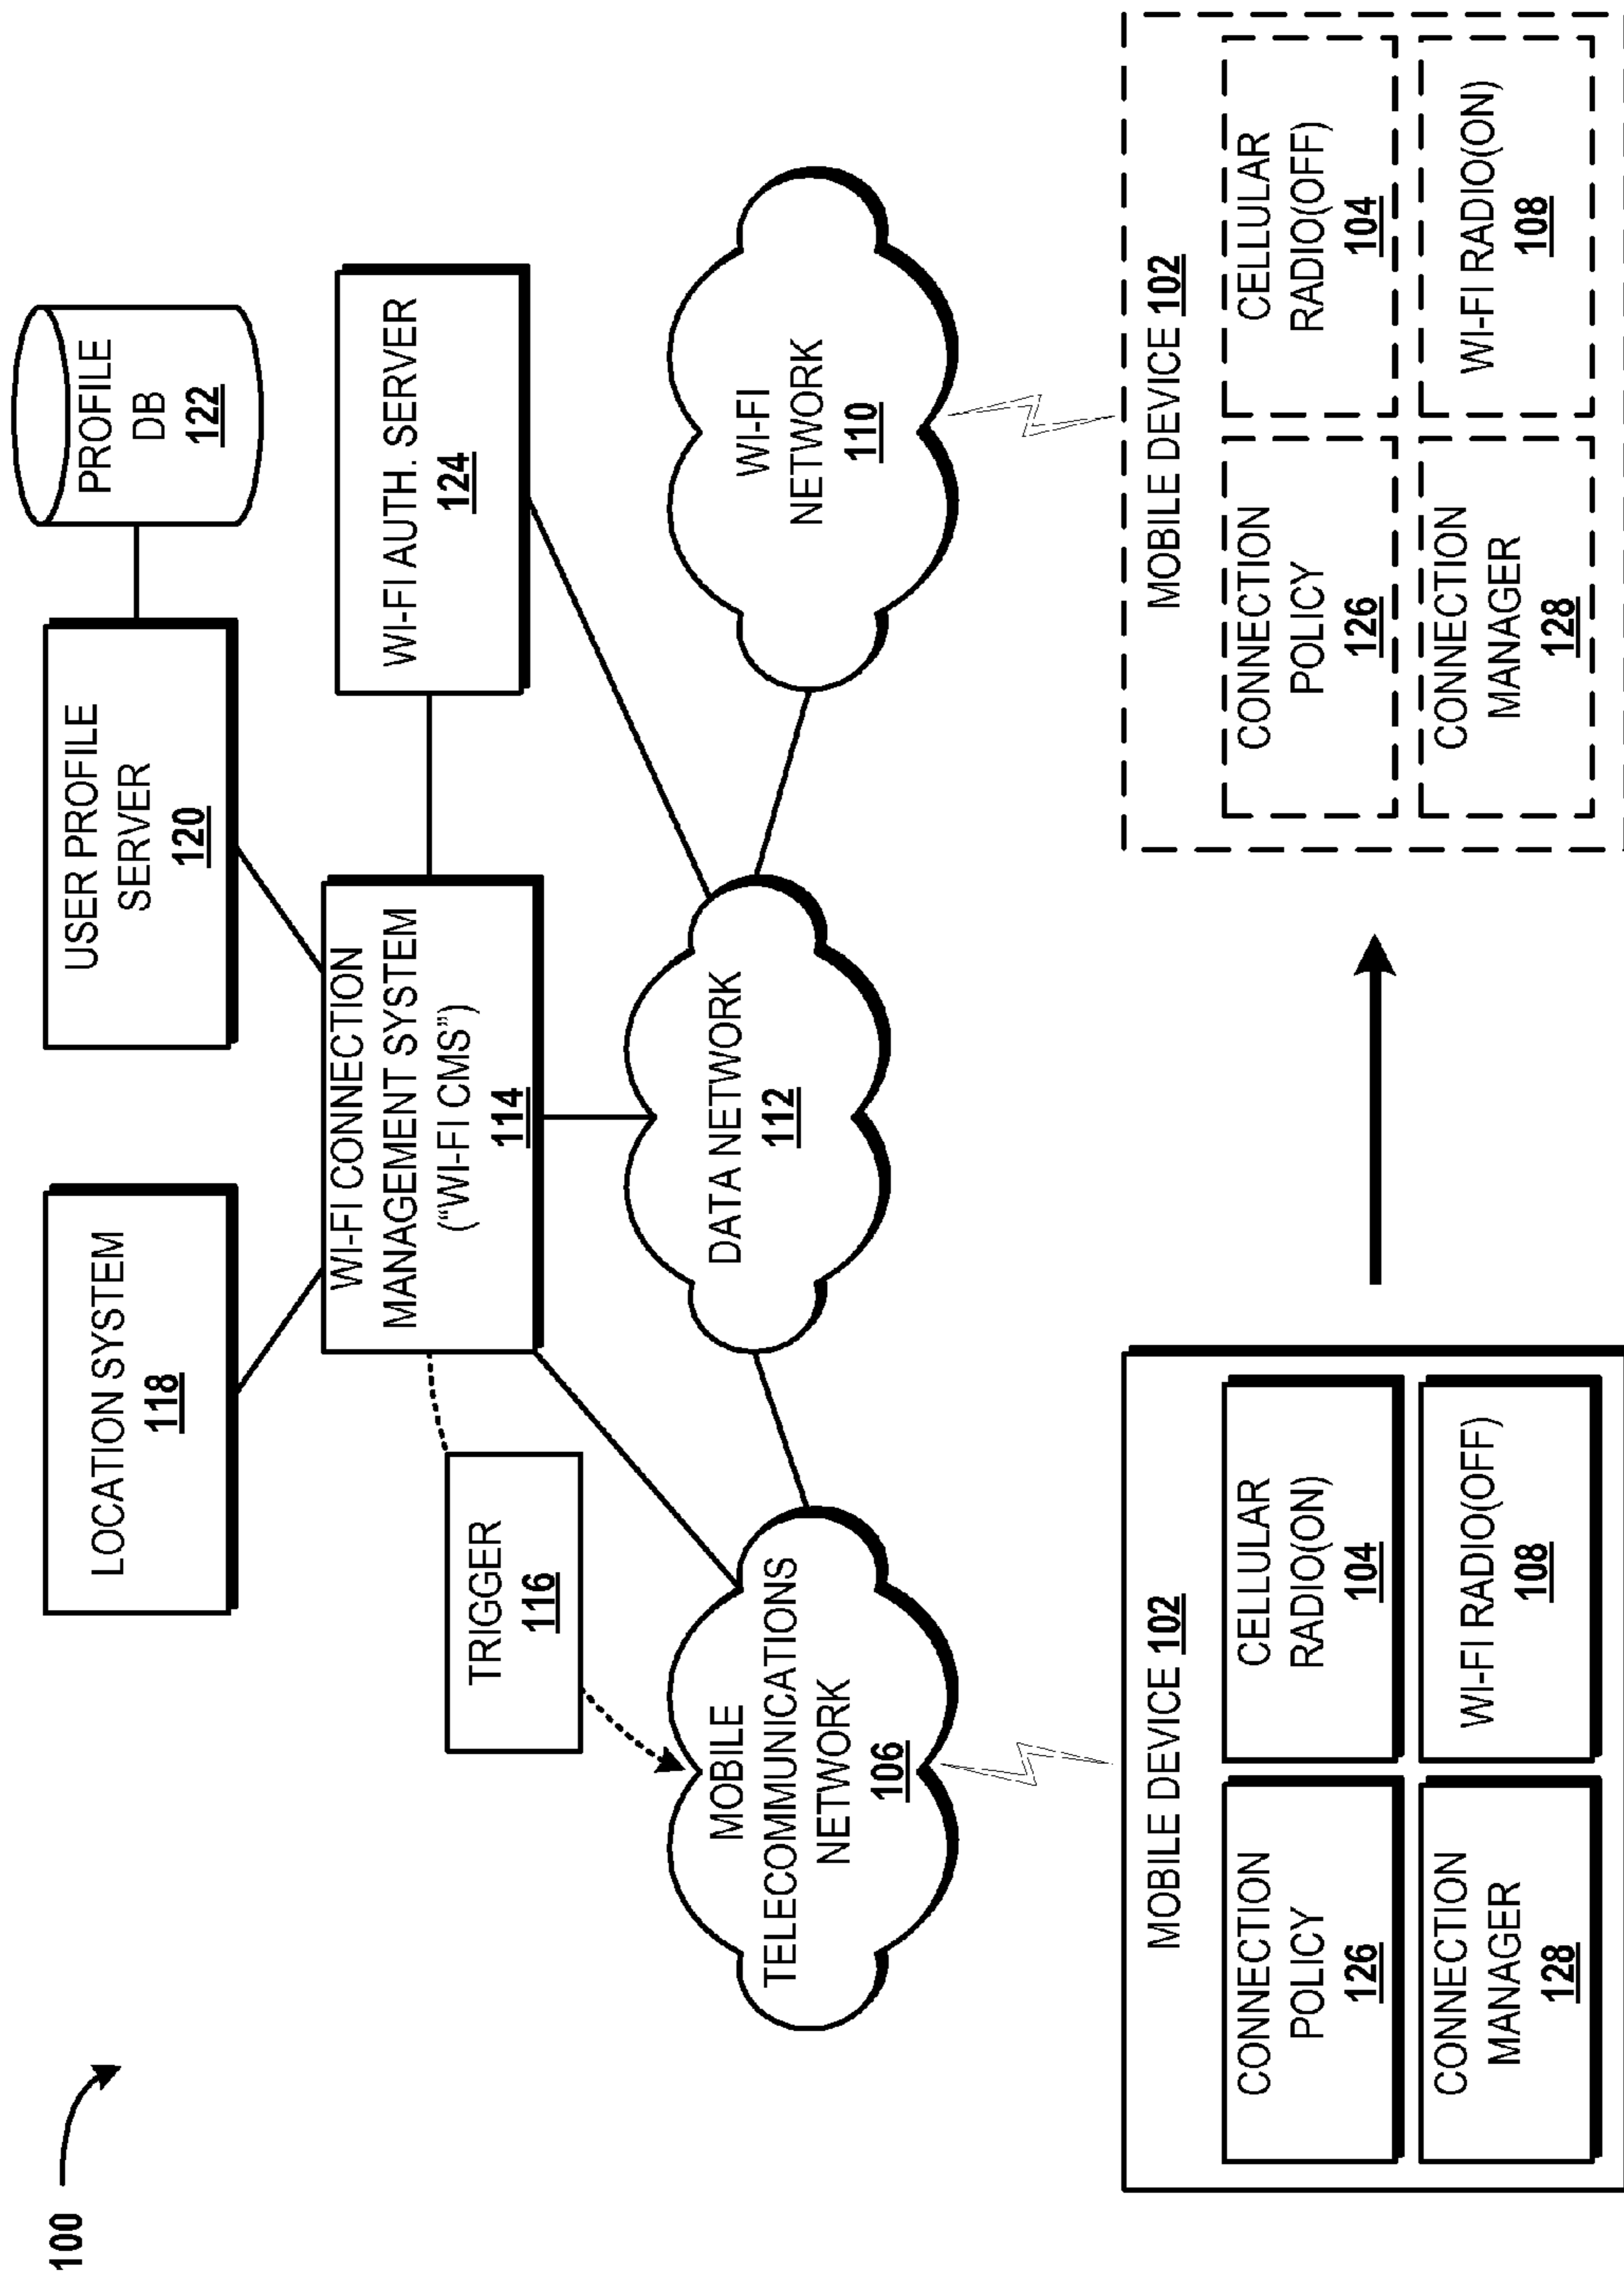 100
LOCATION SYSTEM
118
USER PROFILE
SERVER
120
PROFILE
DB
122
WI-FI CONNECTION
MANAGEMENT SYSTEM
(“WI-FI CMS”)
114
WI-FI AUTH. SERVER
124
TRIGGER
116
MOBILE
TELECOMMUNICATIONS
NETWORK
106
DATA NETWORK
112
WI-FI
NETWORK
110
MOBILE DEVICE 102
CONNECTION
POLICY
126
CELLULAR
RADIO(ON)
104
CONNECTION
MANAGER
128
WI-FI RADIO(OFF)
108
MOBILE DEVICE 102
CONNECTION
POLICY
126
CELLULAR
RADIO(OFF)
104
CONNECTION
MANAGER
128
WI-FI RADIO(ON)
108